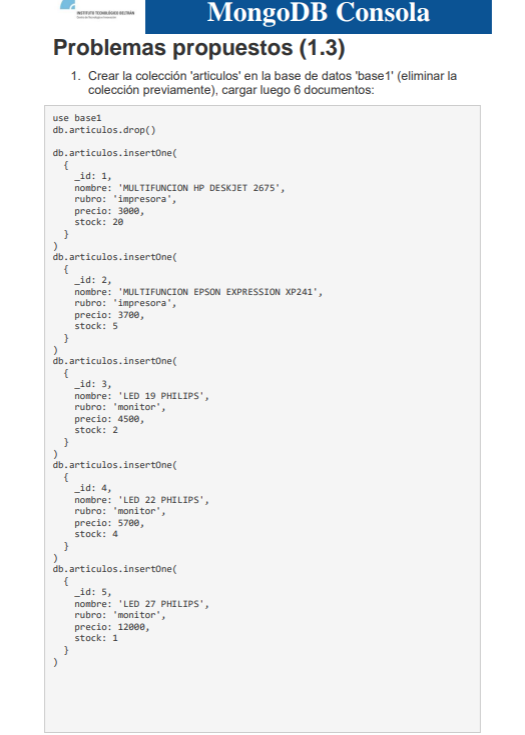 INSTITUTO TECNOLÓGICO BELTRAN
MongoDB Consola
Problemas propuestos (1.3)
1. Crear la colección 'articulos' en la base de datos 'base1' (eliminar la
colección previamente), cargar luego 6 documentos:
use base1
db.articulos.drop()
db.articulos.insertOne(
{
_id: 1,
nombre: 'MULTIFUNCION HP DESKJET 2675',
rubro: 'impresora',
precio: 3000,
stock: 20
}
)
db.articulos.insertOne(
{
_id: 2,
nombre: 'MULTIFUNCION EPSON EXPRESSION XP241',
rubro: 'impresora',
precio: 3700,
stock: 5
}
)
db.articulos.insertOne(
{
_id: 3,
nombre: 'LED 19 PHILIPS',
rubro: 'monitor',
precio: 4500,
stock: 2
}
)
db.articulos.insertOne(
{
_id: 4,
nombre: 'LED 22 PHILIPS',
rubro: 'monitor',
precio: 5700,
stock: 4
}
)
db.articulos.insertOne(
{
_id: 5,
nombre: 'LED 27 PHILIPS',
rubro: 'monitor',
precio: 12000,
stock: 1
}
)